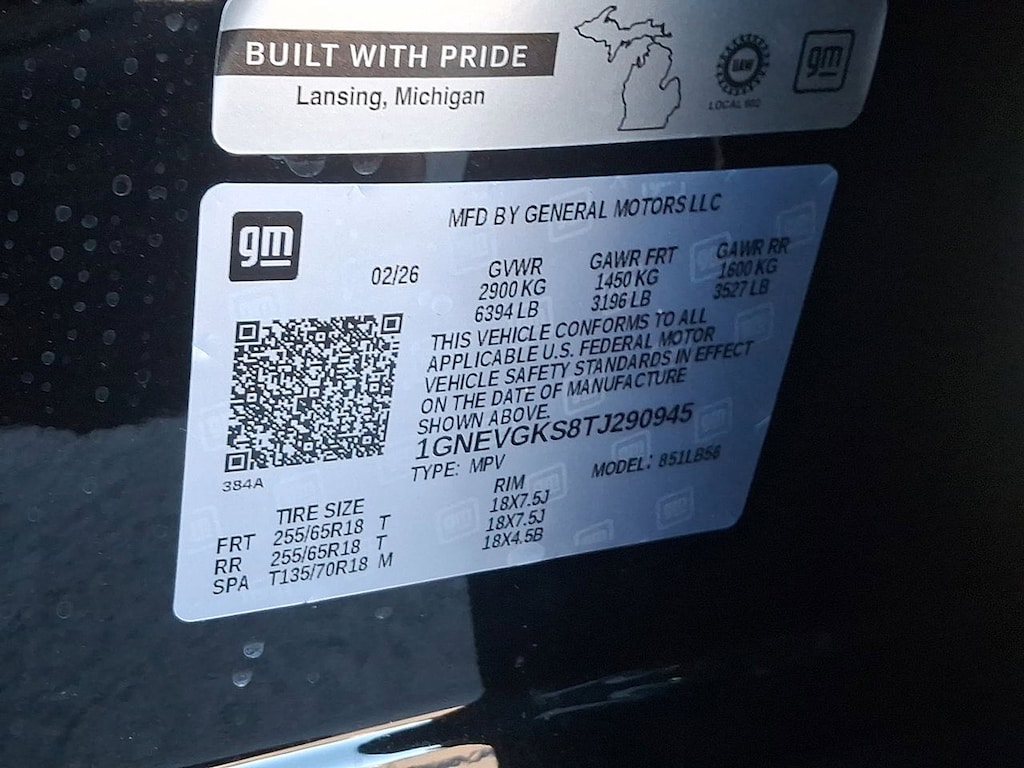 BUILT WITH PRIDE
Lansing, Michigan
UAW
LOCAL 602
gm
gm
MFD BY GENERAL MOTORS LLC
02/26
GVWR GAWR FRT GAWR RR
2900 KG 1450 KG 1600 KG
6394 LB 3196 LB 3527 LB
THIS VEHICLE CONFORMS TO ALL
APPLICABLE U.S. FEDERAL MOTOR
VEHICLE SAFETY STANDARDS IN EFFECT
ON THE DATE OF MANUFACTURE
SHOWN ABOVE.
1GNEVGKS8TJ290945
TYPE: MPV MODEL: 851LB56
384A
TIRE SIZE RIM
FRT 255/65R18 T 18X7.5J
RR 255/65R18 T 18X7.5J
SPA T135/70R18 M 18X4.5B